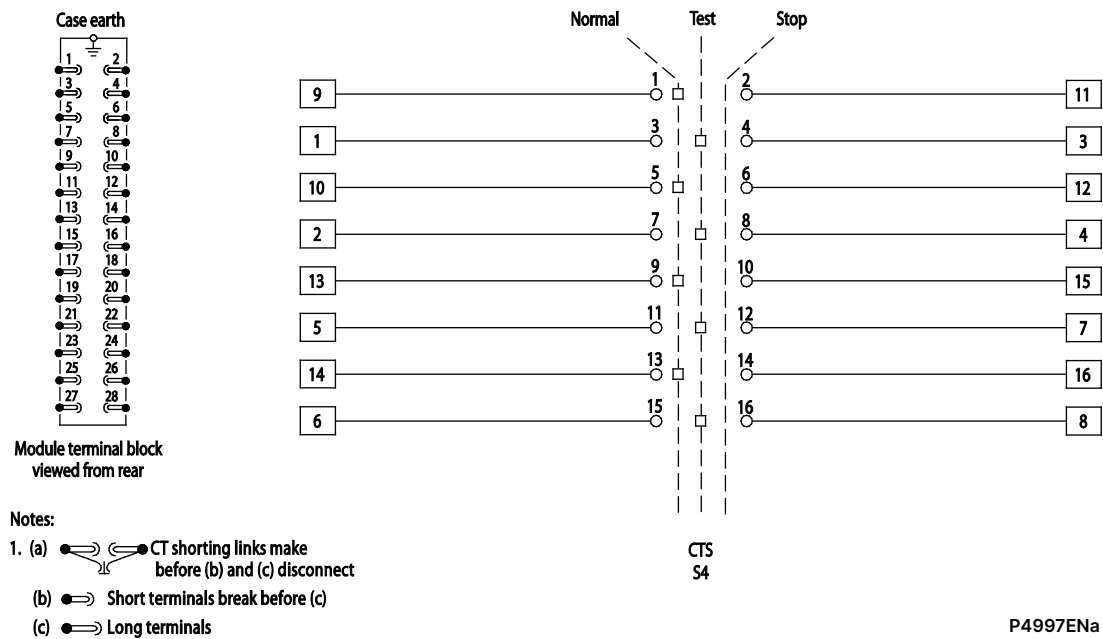 Case earth
1 2
3 4
5 6
7 8
9 10
11 12
13 14
15 16
17 18
19 20
21 22
23 24
25 26
27 28
Module terminal block
viewed from rear
Normal Test Stop
9 1 2 11
1 3 4 3
10 5 6 12
2 7 8 4
13 9 10 15
5 11 12 7
14 13 14 16
6 15 16 8
CTS
S4
Notes:
1. (a) CT shorting links make
before (b) and (c) disconnect
(b) Short terminals break before (c)
(c) Long terminals
P4997ENa